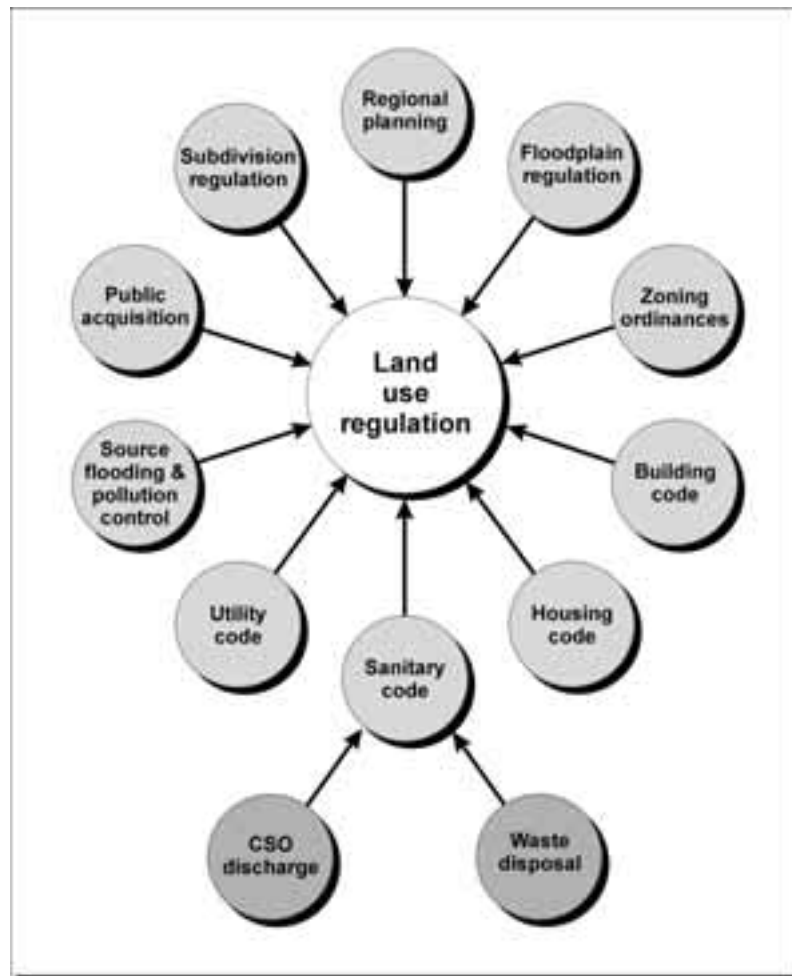 Regional
planning
Subdivision
regulation
Floodplain
regulation
Public
acquisition
Zoning
ordinances
Land
use
regulation
Source
flooding &
pollution
control
Building
code
Utility
code
Housing
code
Sanitary
code
CSO
discharge
Waste
disposal